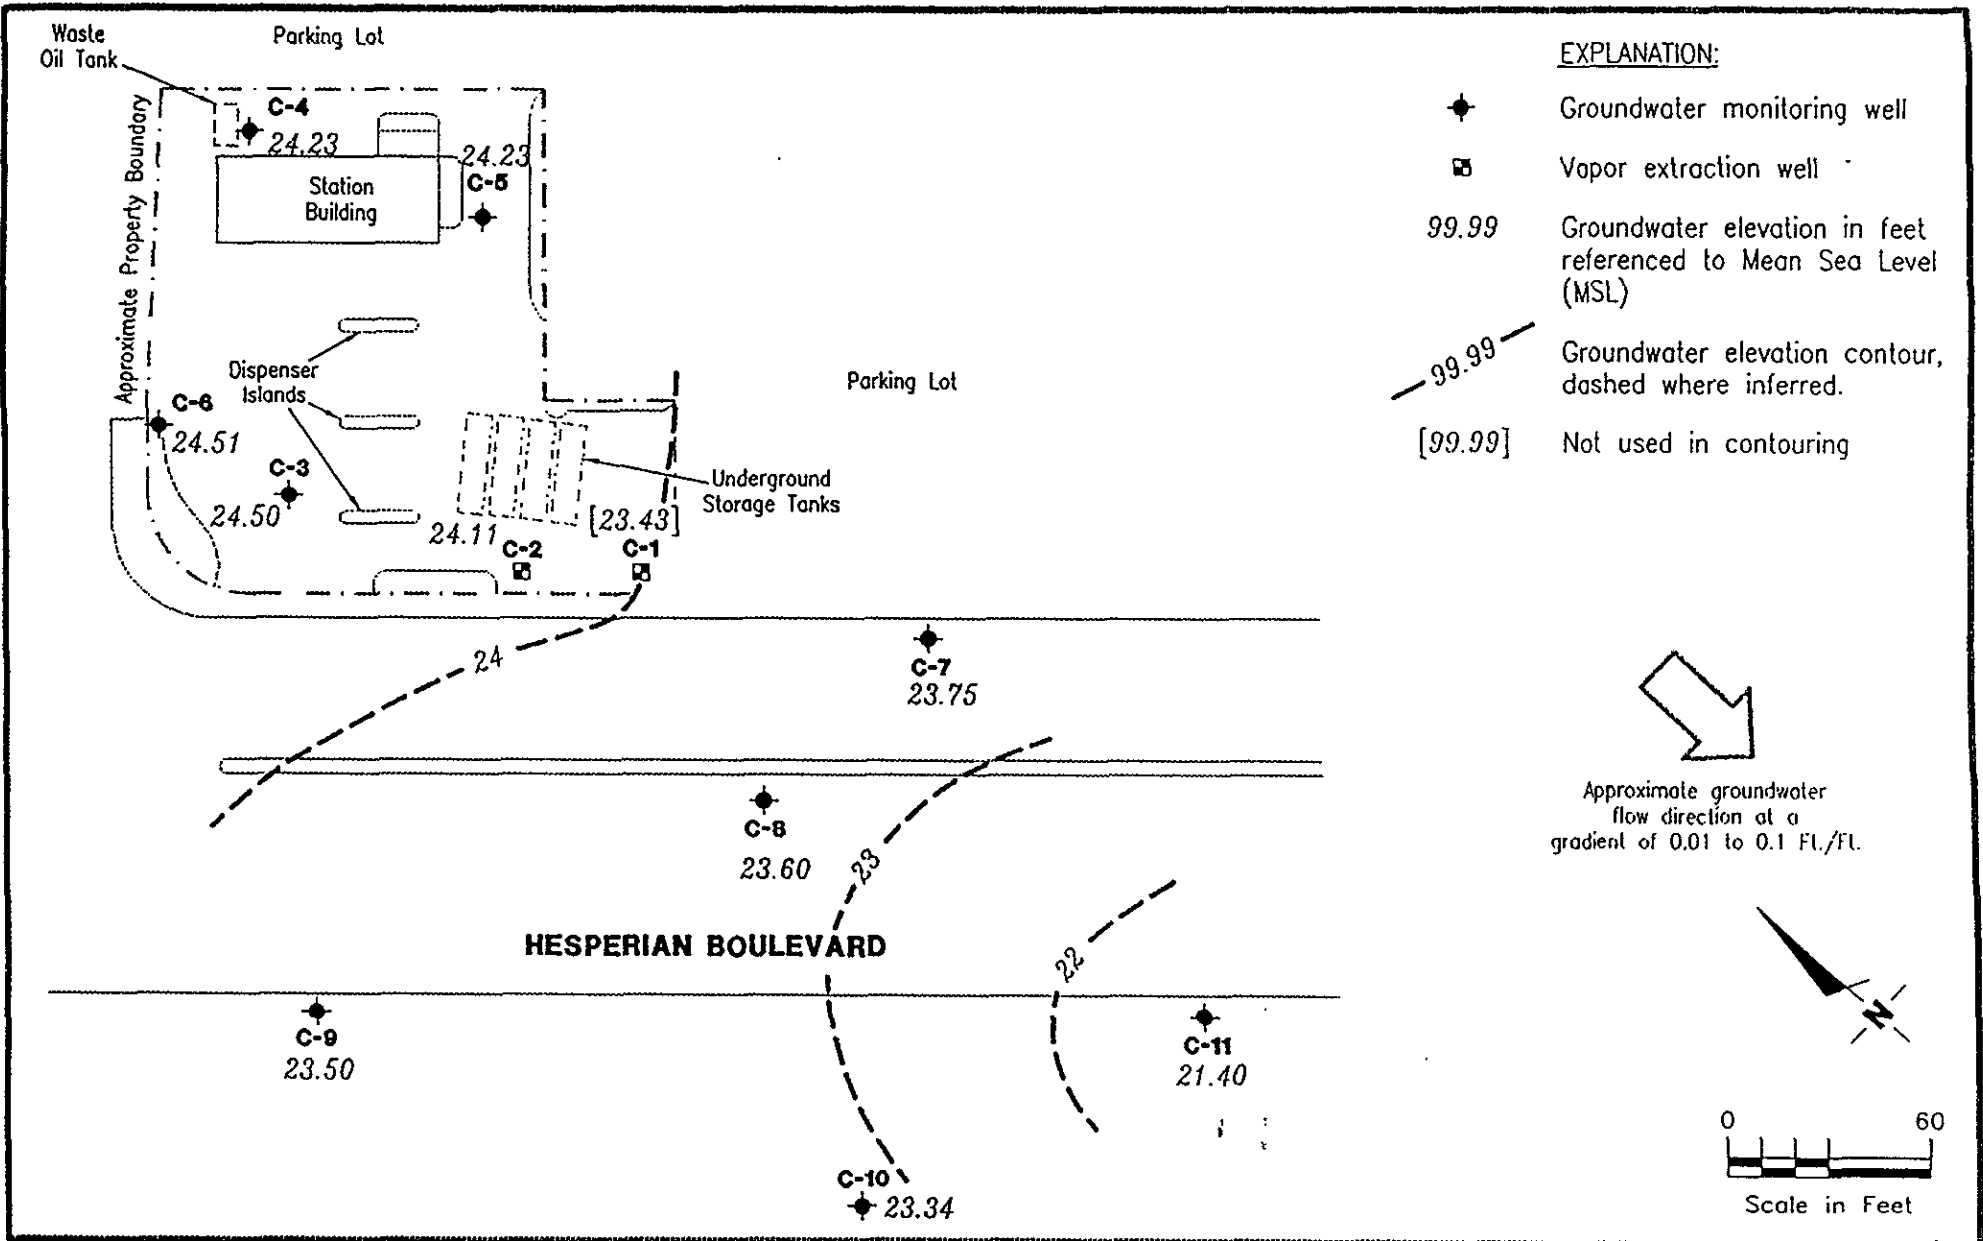 Waste
Oil Tank
Parking Lot
C-4
24.23
24.23
C-5
Station
Building
Approximate Property Boundary
Dispenser
Islands
C-6
24.51
C-3
24.50
Parking Lot
Underground
Storage Tanks
24.11
C-2
[23.43]
C-1
24
C-7
23.75
C-8
23.60
23
HESPERIAN BOULEVARD
22
C-9
23.50
C-11
21.40
C-10
23.34
EXPLANATION:
Groundwater monitoring well
Vapor extraction well
99.99
Groundwater elevation in feet
referenced to Mean Sea Level
(MSL)
99.99
Groundwater elevation contour,
dashed where inferred.
[99.99]
Not used in contouring
Approximate groundwater
flow direction at a
gradient of 0.01 to 0.1 Ft./Ft.
N
0 60
Scale in Feet